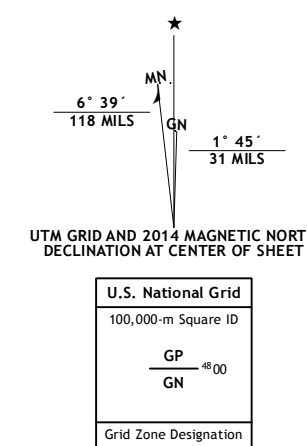 ★
MN
6° 39´
118 MILS
GN
1° 45´
31 MILS
UTM GRID AND 2014 MAGNETIC NORT
DECLINATION AT CENTER OF SHEET
U.S. National Grid
100,000-m Square ID
GP
4800
GN
Grid Zone Designation